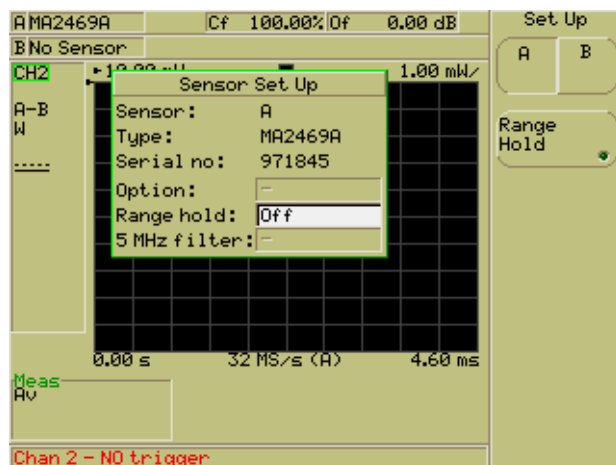 A MA2469A Cf 100.00% Of 0.00 dB
B No Sensor
CH2
1.00 mW/
A-B
W
-----
Sensor Set Up
Sensor: A
Type: MA2469A
Serial no: 971845
Option: -
Range hold: Off
5 MHz filter: -
0.00 s 32 MS/s (A) 4.60 ms
Meas
Av
Chan 2 - NO trigger
Set Up
A B
Range
Hold